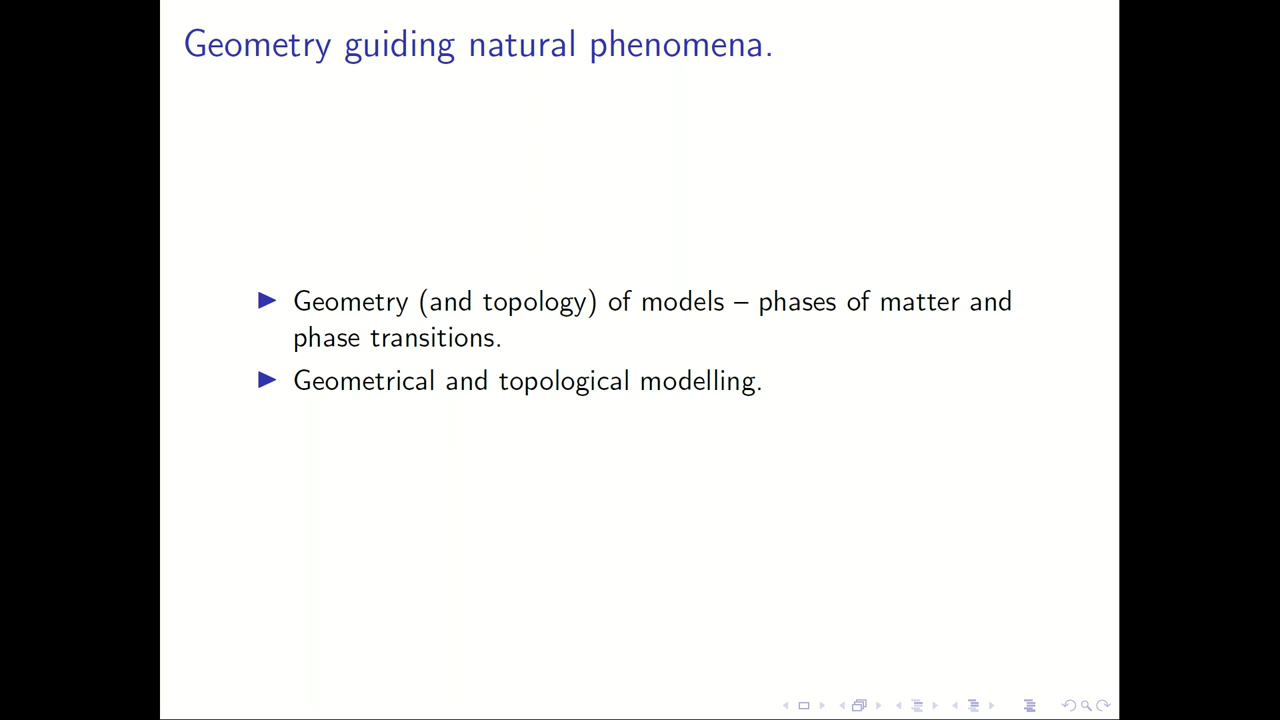 Geometry guiding natural phenomena.
▶ Geometry (and topology) of models – phases of matter and
phase transitions.
▶ Geometrical and topological modelling.